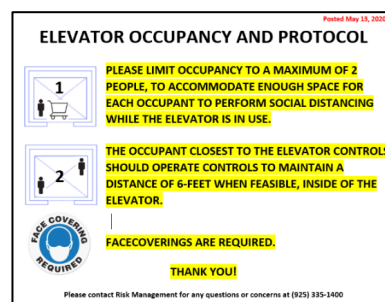 Posted May 15, 2020
ELEVATOR OCCUPANCY AND PROTOCOL
1
PLEASE LIMIT OCCUPANCY TO A MAXIMUM OF 2
PEOPLE, TO ACCOMMODATE ENOUGH SPACE FOR
EACH OCCUPANT TO PERFORM SOCIAL DISTANCING
WHILE THE ELEVATOR IS IN USE.
2
THE OCCUPANT CLOSEST TO THE ELEVATOR CONTROLS
SHOULD OPERATE CONTROLS TO MAINTAIN A
DISTANCE OF 6-FEET WHEN FEASIBLE, INSIDE OF THE
ELEVATOR.
FACE COVERING
REQUIRED
FACECOVERINGS ARE REQUIRED.
THANK YOU!
Please contact Risk Management for any questions or concerns at (925) 335-1400